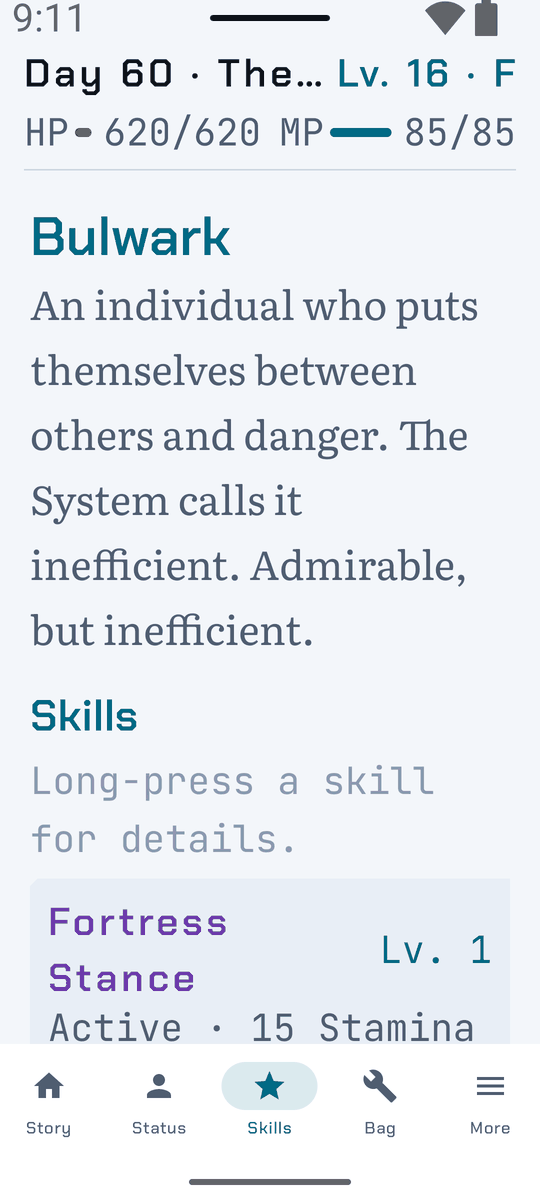 9:11
Day 60 · The… Lv. 16 · F
HP 620/620 MP 85/85
Bulwark
An individual who puts
themselves between
others and danger. The
System calls it
inefficient. Admirable,
but inefficient.
Skills
Long-press a skill
for details.
Fortress
Stance
Lv. 1
Active · 15 Stamina
Story
Status
Skills
Bag
More